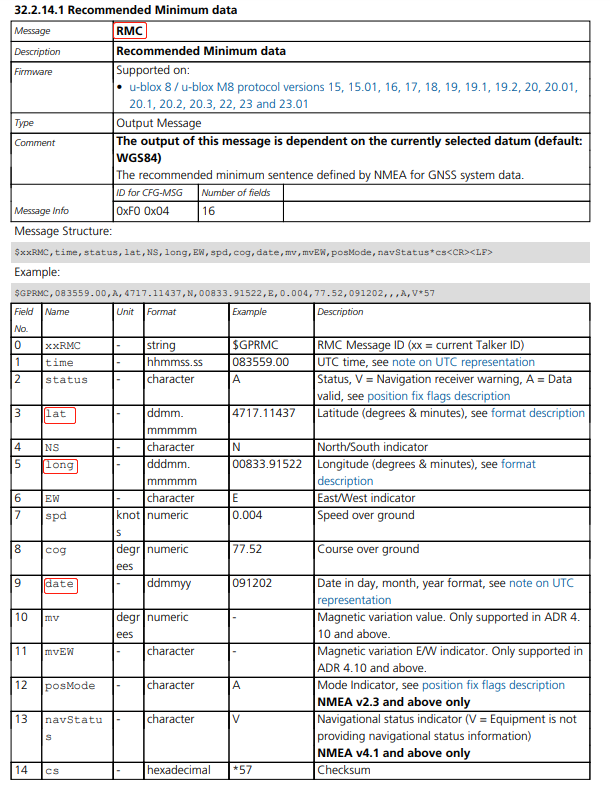 32.2.14.1 Recommended Minimum data
Message RMC
Description Recommended Minimum data
Firmware Supported on:
• u-blox 8 / u-blox M8 protocol versions 15, 15.01, 16, 17, 18, 19, 19.1, 19.2, 20, 20.01,
20.1, 20.2, 20.3, 22, 23 and 23.01
Type Output Message
Comment The output of this message is dependent on the currently selected datum (default:
WGS84)
The recommended minimum sentence defined by NMEA for GNSS system data.
ID for CFG-MSG Number of fields
Message Info 0xF0 0x04 16
Message Structure:
$xxRMC,time,status,lat,NS,long,EW,spd,cog,date,mv,mvEW,posMode,navStatus*cs<CR><LF>
Example:
$GPRMC,083559.00,A,4717.11437,N,00833.91522,E,0.004,77.52,091202,,,A,V*57
Field Name Unit Format Example Description
No.
0 xxRMC - string $GPRMC RMC Message ID (xx = current Talker ID)
1 time - hhmmss.ss 083559.00 UTC time, see note on UTC representation
2 status - character A Status, V = Navigation receiver warning, A = Data
valid, see position fix flags description
3 lat - ddmm. 4717.11437 Latitude (degrees & minutes), see format description
mmmmm
4 NS - character N North/South indicator
5 long - dddmm. 00833.91522 Longitude (degrees & minutes), see format
mmmmm description
6 EW - character E East/West indicator
7 spd knot numeric 0.004 Speed over ground
s
8 cog degr numeric 77.52 Course over ground
ees
9 date - ddmmyy 091202 Date in day, month, year format, see note on UTC
representation
10 mv degr numeric - Magnetic variation value. Only supported in ADR 4.
ees 10 and above.
11 mvEW - character - Magnetic variation E/W indicator. Only supported in
ADR 4.10 and above.
12 posMode - character A Mode Indicator, see position fix flags description
NMEA v2.3 and above only
13 navStatu - character V Navigational status indicator (V = Equipment is not
s providing navigational status information)
NMEA v4.1 and above only
14 cs - hexadecimal *57 Checksum